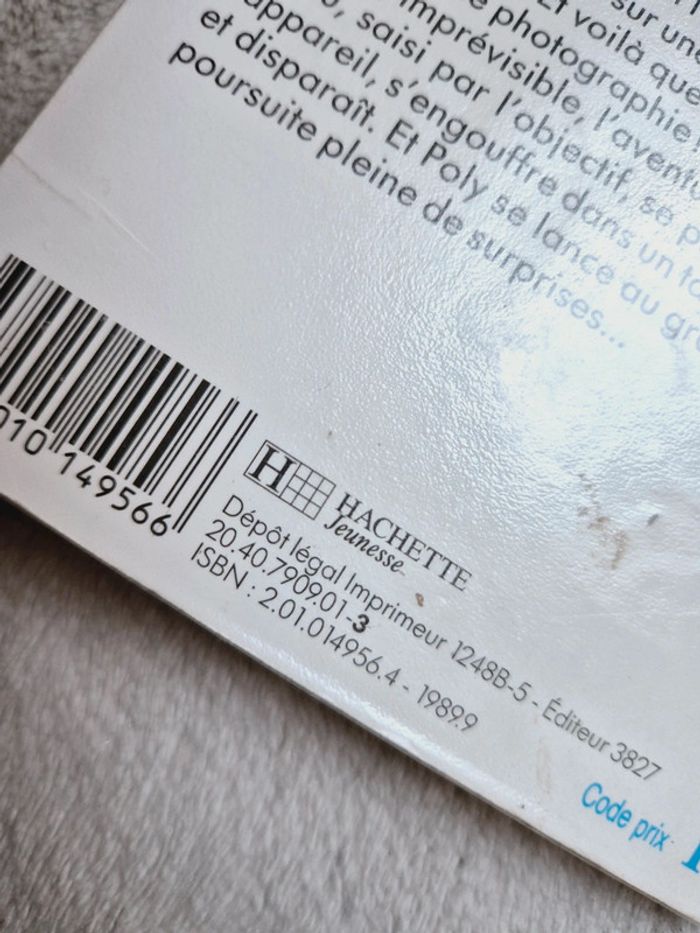 sur une
Et voilà que
photographie
imprévisible, l'avent
saisi par l'objectif, se p
appareil, s'engouffre dans un
et disparaît. Et Poly se lance au gr
poursuite pleine de surprises...
010 149566
HACHETTE
Jeunesse
Dépôt légal Imprimeur 1248B-5 - Éditeur 3827
20.40.7909.01-3
ISBN : 2.01.014956.4 - 1989.9
Code prix